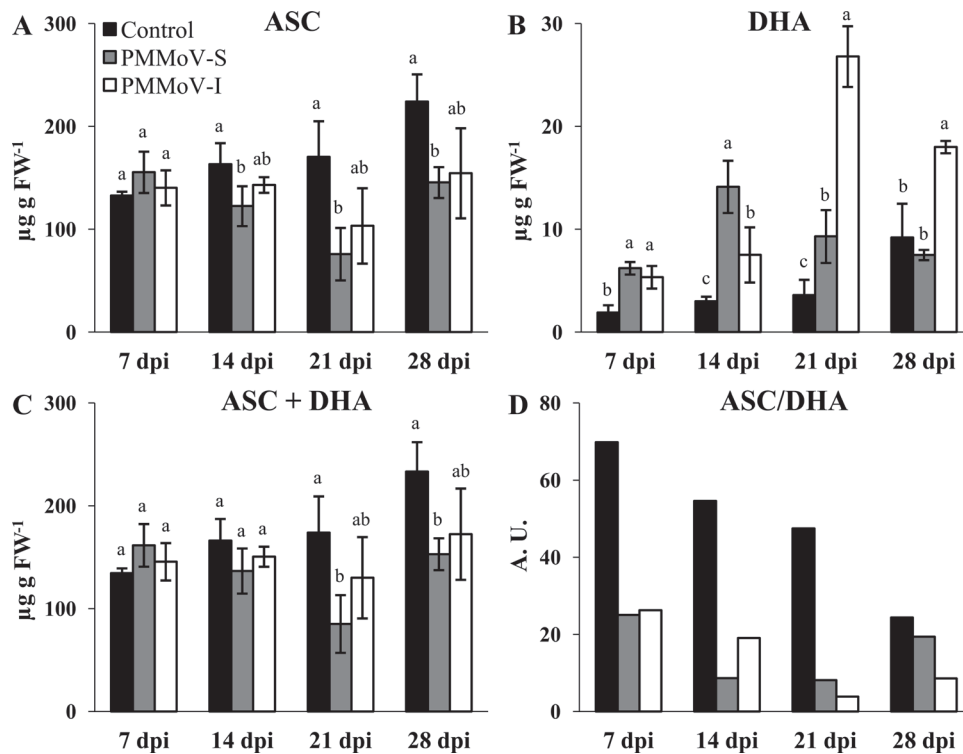 A
ASC
300
200
100
0
µg g FW⁻¹
Control
PMMoV-S
PMMoV-I
a a a
a b ab
a b ab
a b ab
7 dpi 14 dpi 21 dpi 28 dpi
B
DHA
30
20
10
0
µg g FW⁻¹
b a a
c a b
c b a
b b a
7 dpi 14 dpi 21 dpi 28 dpi
C
ASC + DHA
300
200
100
0
µg g FW⁻¹
a a a
a a a
a b ab
a b ab
7 dpi 14 dpi 21 dpi 28 dpi
D
ASC/DHA
80
60
40
20
0
A. U.
7 dpi 14 dpi 21 dpi 28 dpi